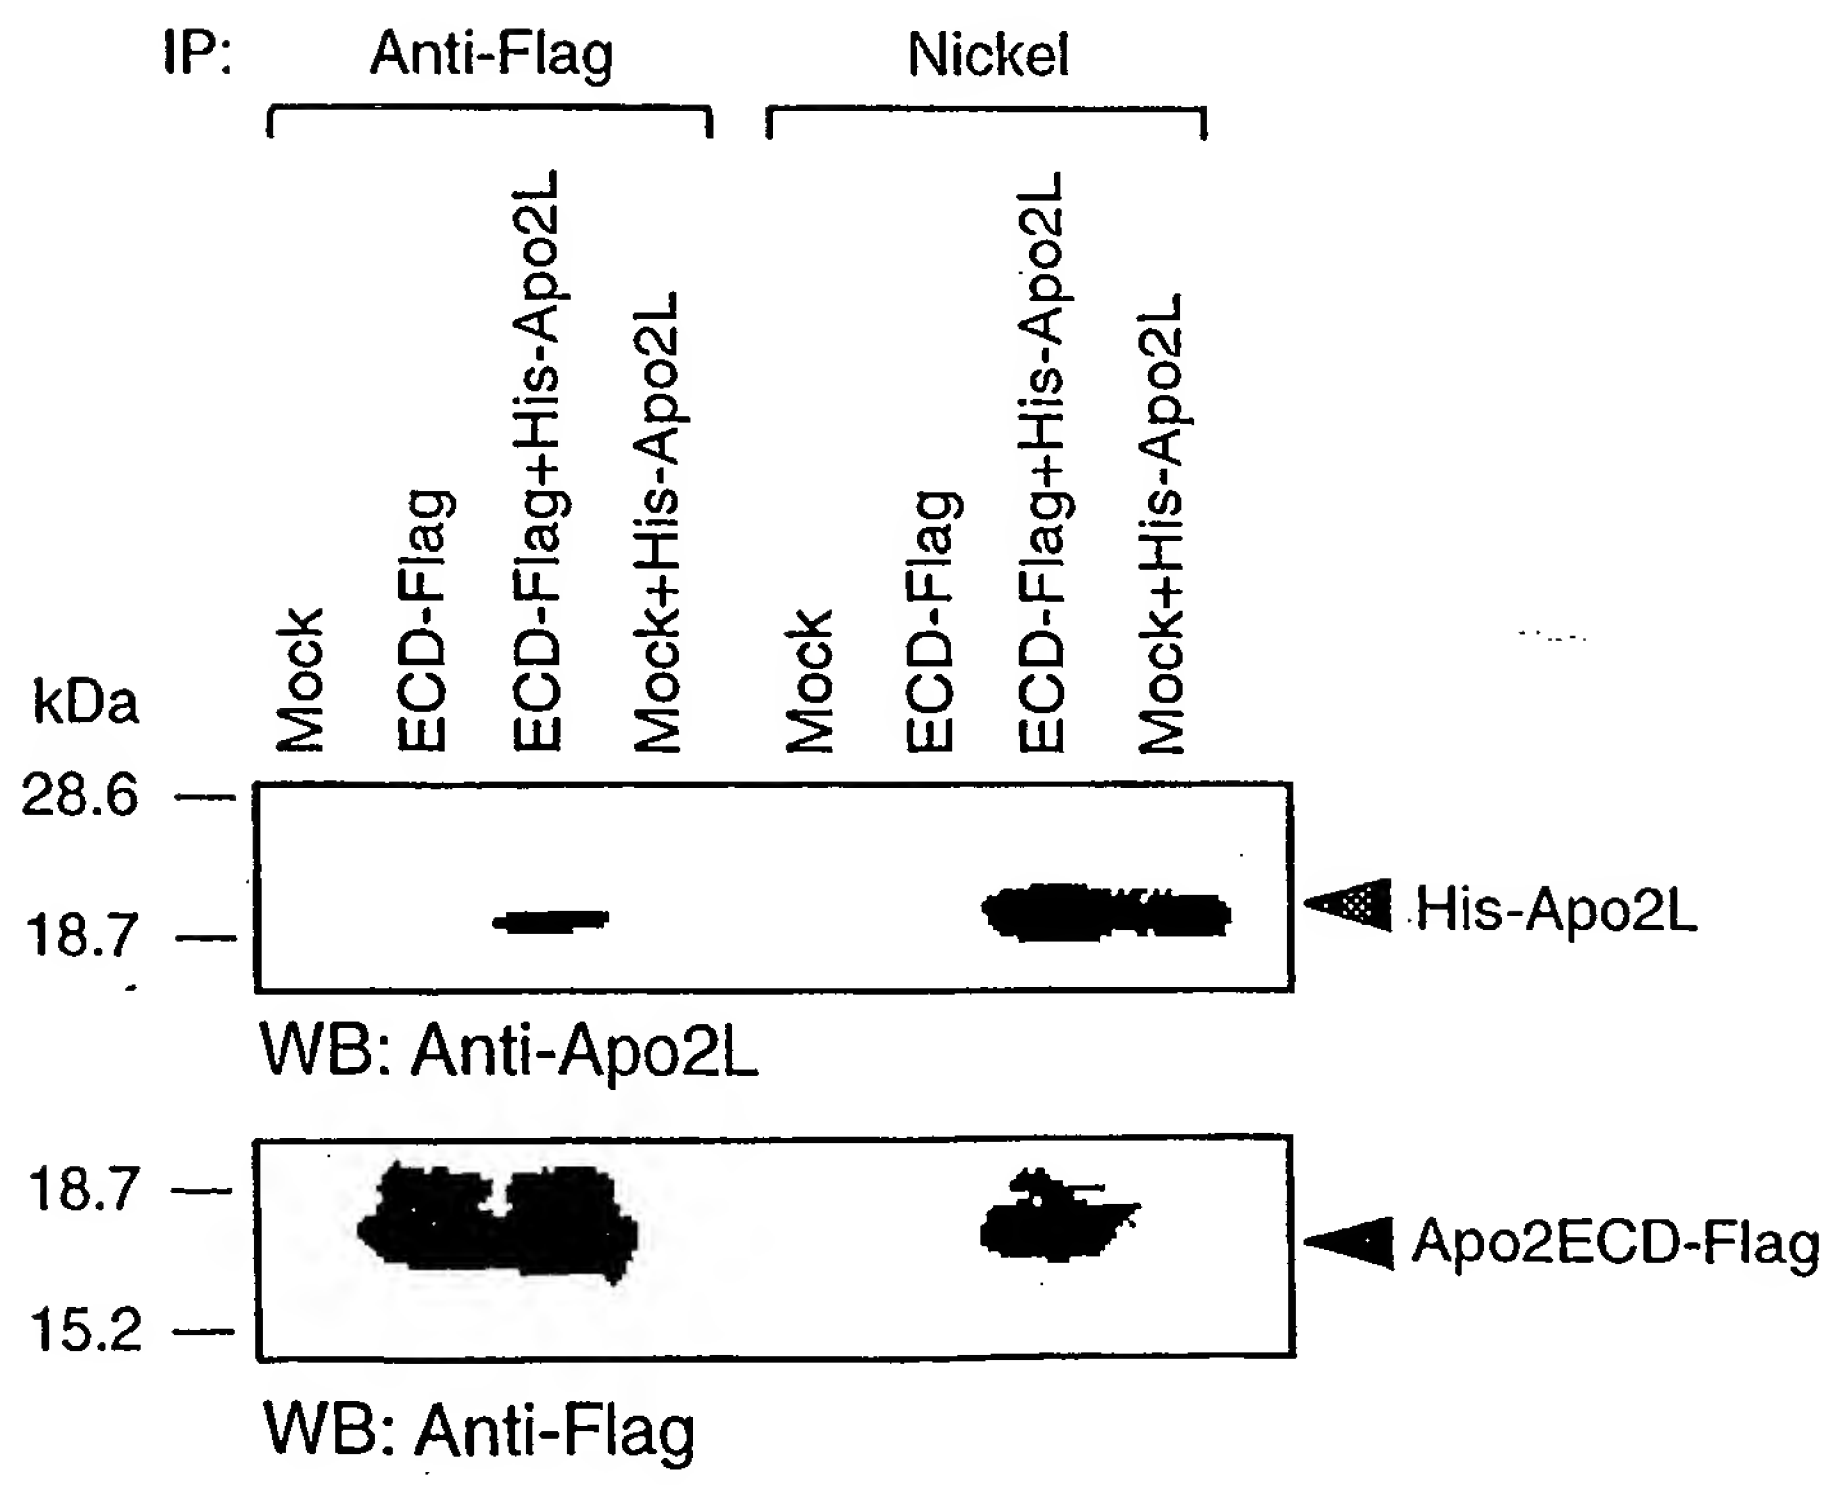 IP: Anti-Flag Nickel
Mock ECD-Flag ECD-Flag+His-Apo2L Mock+His-Apo2L Mock ECD-Flag ECD-Flag+His-Apo2L Mock+His-Apo2L
kDa
28.6
18.7
His-Apo2L
WB: Anti-Apo2L
18.7
Apo2ECD-Flag
15.2
WB: Anti-Flag